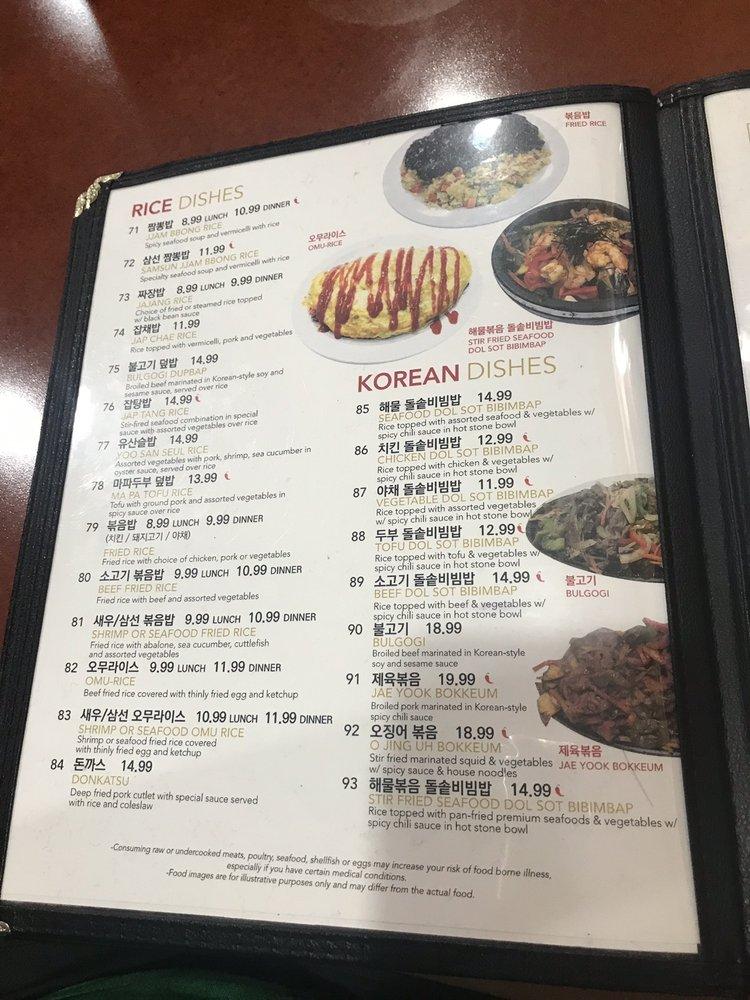 RICE DISHES
71 짬뽕밥 8.99 LUNCH 10.99 DINNER
JJAM BBONG RICE
Spicy seafood soup and vermicelli with rice
72 삼선 짬뽕밥 11.99
SAMSUN JJAM BBONG RICE
Specialty seafood soup and vermicelli with rice
73 짜장밥 8.99 LUNCH 9.99 DINNER
JAJANG RICE
Choice of fried or steamed rice topped
w/ black bean sauce
74 잡채밥 11.99
JAP CHAE RICE
Rice topped with vermicelli, pork and vegetables
75 불고기 덮밥 14.99
BULGOGI DUPBAP
Broiled beef marinated in Korean-style soy and
sesame sauce, served over rice
76 잡탕밥 14.99
JAP TANG RICE
Stir-fired seafood combination in special
sauce with assorted vegetables over rice
77 유산슬밥 14.99
YOO SAN SEUL RICE
Assorted vegetables with pork, shrimp, sea cucumber in
oyster sauce, served over rice
78 마파두부 덮밥 13.99
MA PA TOFU RICE
Tofu with ground pork and assorted vegetables in
spicy sauce over rice
79 볶음밥 8.99 LUNCH 9.99 DINNER
(치킨 / 돼지고기 / 야채)
FRIED RICE
Fried rice with choice of chicken, pork or vegetables
80 소고기 볶음밥 9.99 LUNCH 10.99 DINNER
BEEF FRIED RICE
Fried rice with beef and assorted vegetables
81 새우/삼선 볶음밥 9.99 LUNCH 10.99 DINNER
SHRIMP OR SEAFOOD FRIED RICE
Fried rice with abalone, sea cucumber, cuttlefish
and assorted vegetables
82 오무라이스 9.99 LUNCH 11.99 DINNER
OMU-RICE
Beef fried rice covered with thinly fried egg and ketchup
83 새우/삼선 오무라이스 10.99 LUNCH 11.99 DINNER
SHRIMP OR SEAFOOD OMU RICE
Shrimp or seafood fried rice covered
with thinly fried egg and ketchup
84 돈까스 14.99
DONKATSU
Deep fried pork cutlet with special sauce served
with rice and coleslaw
볶음밥
FRIED RICE
오무라이스
OMU-RICE
해물볶음 돌솥비빔밥
STIR FRIED SEAFOOD
DOL SOT BIBIMBAP
KOREAN DISHES
85 해물 돌솥비빔밥 14.99
SEAFOOD DOL SOT BIBIMBAP
Rice topped with assorted seafood & vegetables w/
spicy chili sauce in hot stone bowl
86 치킨 돌솥비빔밥 12.99
CHICKEN DOL SOT BIBIMBAP
Rice topped with chicken & vegetables w/
spicy chili sauce in hot stone bowl
87 야채 돌솥비빔밥 11.99
VEGETABLE DOL SOT BIBIMBAP
Rice topped with assorted vegetables
w/ spicy chili sauce in hot stone bowl
88 두부 돌솥비빔밥 12.99
TOFU DOL SOT BIBIMBAP
Rice topped with tofu & vegetables w/
spicy chili sauce in hot stone bowl
89 소고기 돌솥비빔밥 14.99
BEEF DOL SOT BIBIMBAP
Rice topped with beef & vegetables w/
spicy chili sauce in hot stone bowl
90 불고기 18.99
BULGOGI
Broiled beef marinated in Korean-style
soy and sesame sauce
91 제육볶음 19.99
JAE YOOK BOKKEUM
Broiled pork marinated in Korean-style
spicy chili sauce
92 오징어 볶음 18.99
O JING UH BOKKEUM
Stir fried marinated squid & vegetables
w/ spicy sauce & house noodles
93 해물볶음 돌솥비빔밥 14.99
STIR FRIED SEAFOOD DOL SOT BIBIMBAP
Rice topped with pan-fried premium seafoods & vegetables w/
spicy chili sauce in hot stone bowl
불고기
BULGOGI
제육볶음
JAE YOOK BOKKEUM
-Consuming raw or undercooked meats, poultry, seafood, shellfish or eggs may increase your risk of food borne illness,
especially if you have certain medical conditions.
-Food images are for illustrative purposes only and may differ from the actual food.